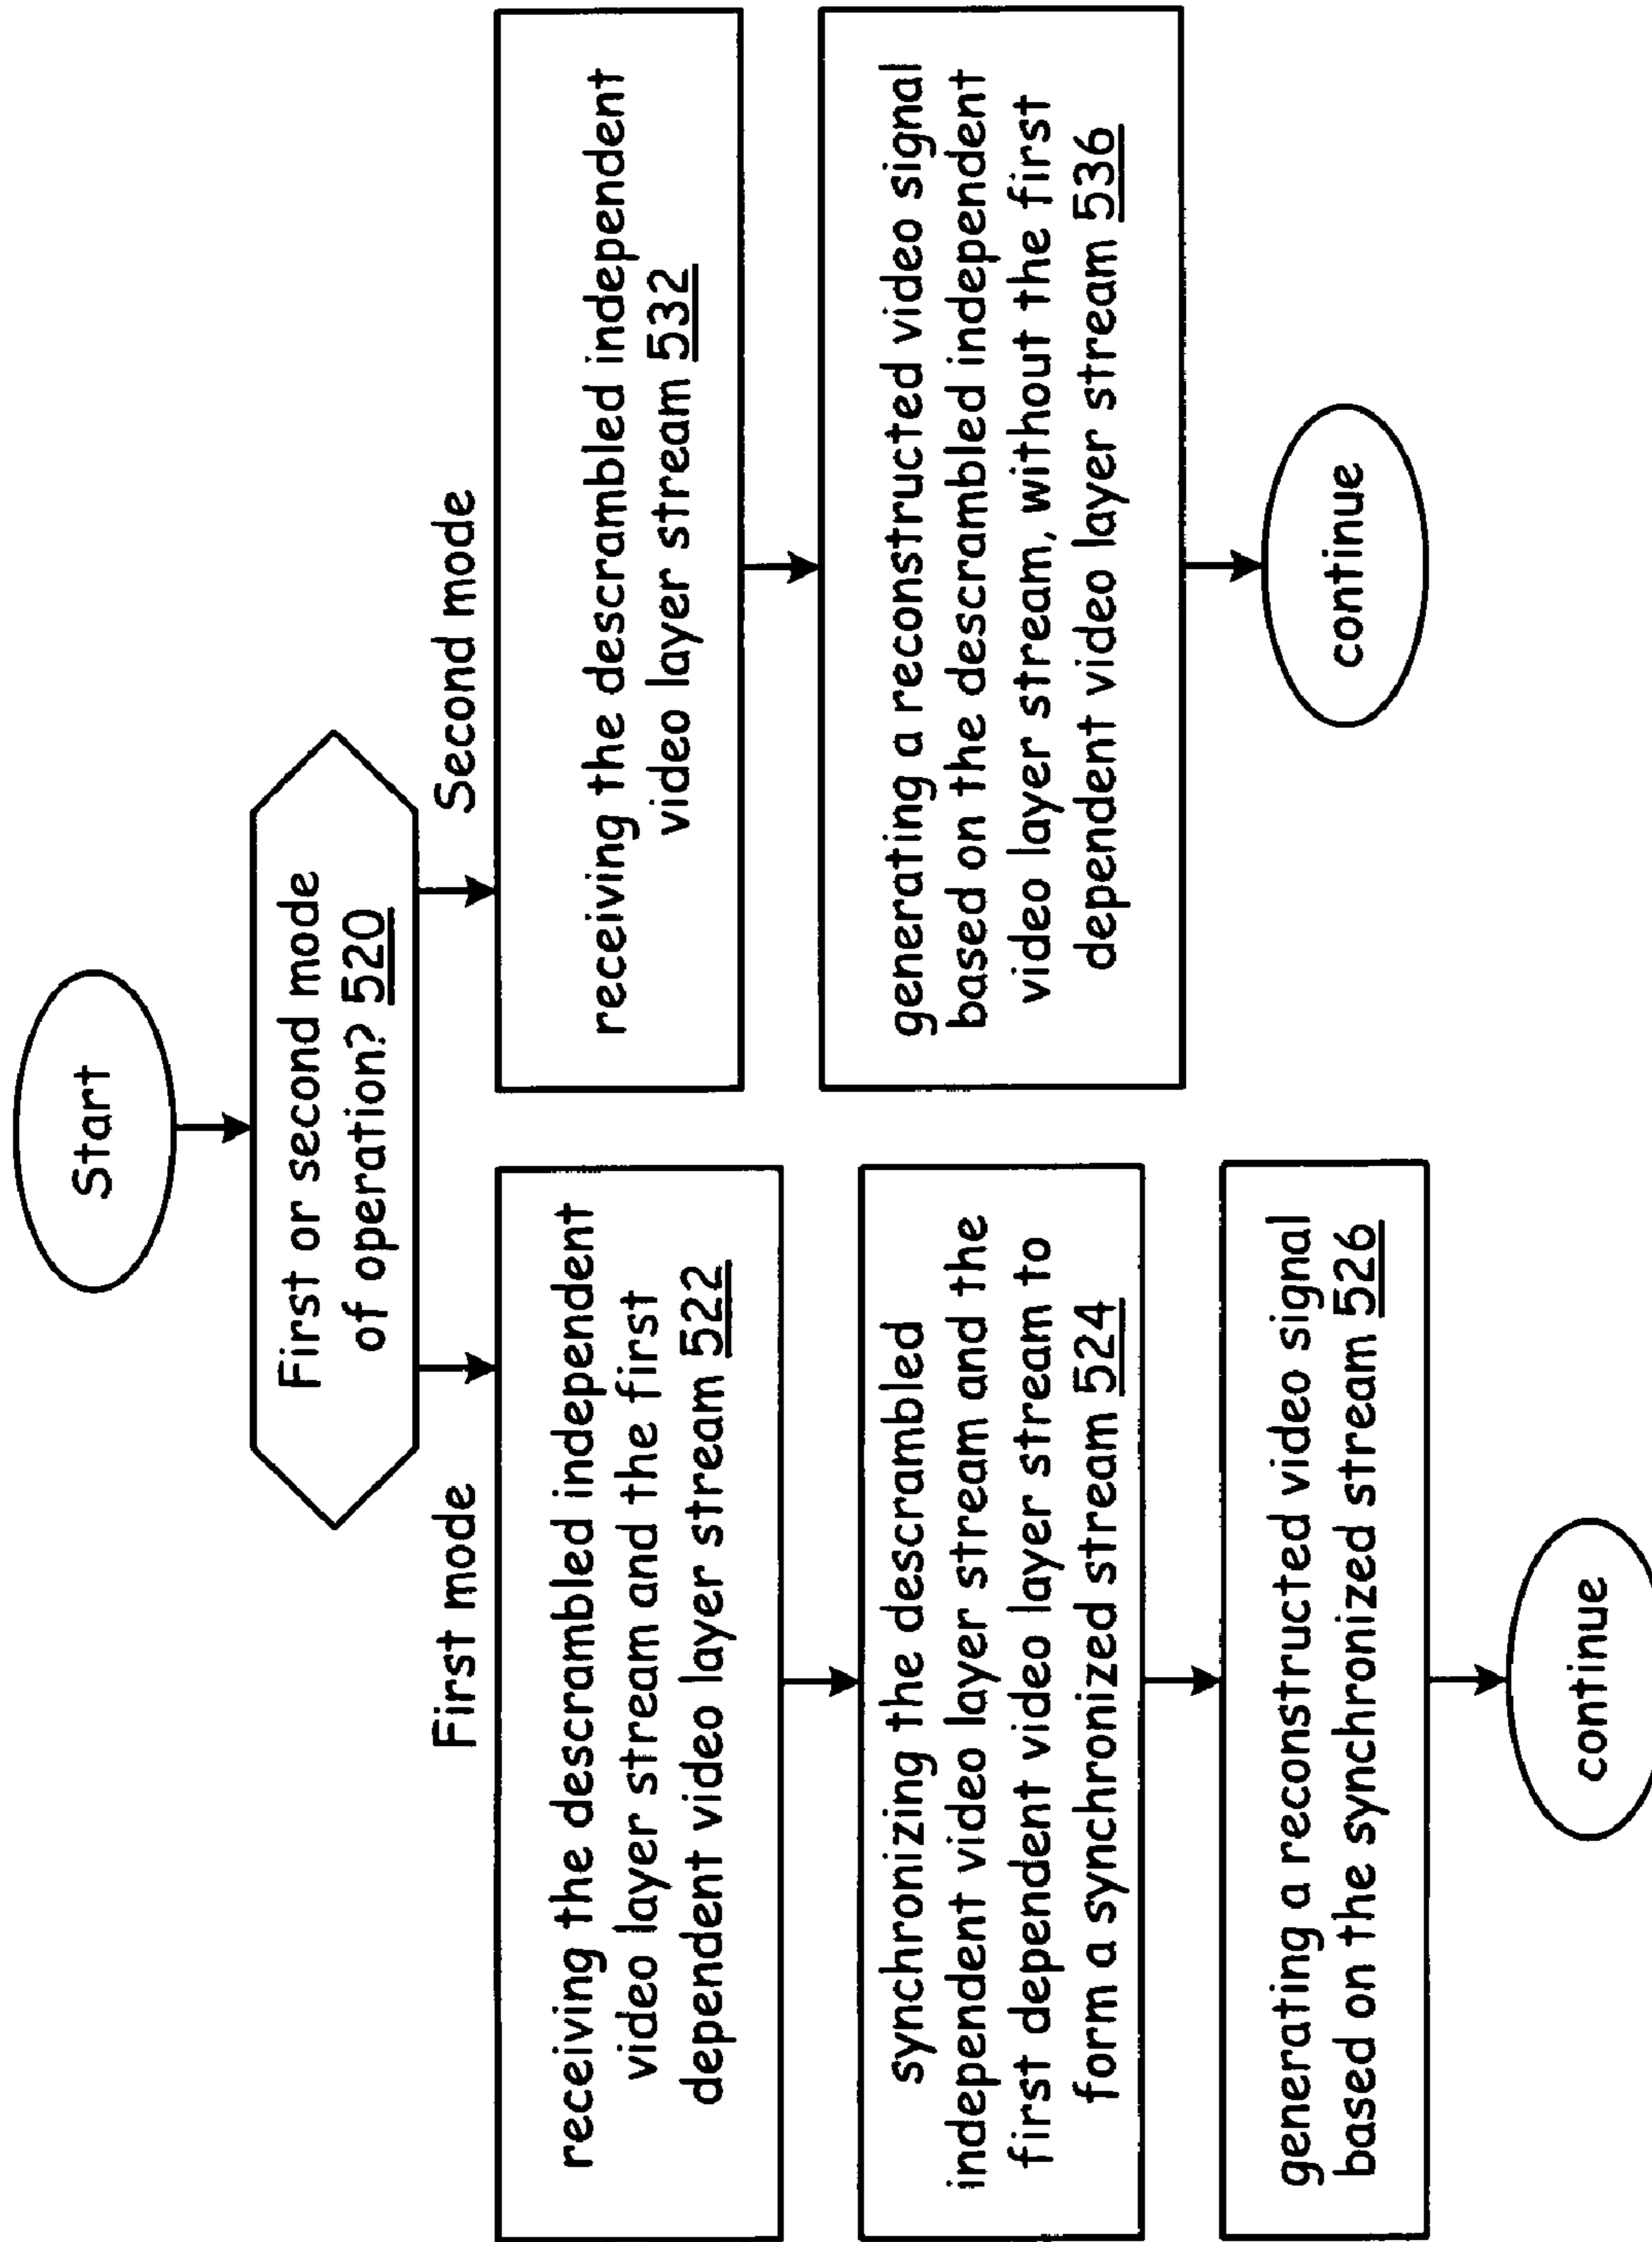 Start
First or second mode
of operation? 520
First mode
Second mode
receiving the descrambled independent
video layer stream and the first
dependent video layer stream 522
synchronizing the descrambled
independent video layer stream and the
first dependent video layer stream to
form a synchronized stream 524
generating a reconstructed video signal
based on the synchronized stream 526
continue
receiving the descrambled independent
video layer stream 532
generating a reconstructed video signal
based on the descrambled independent
video layer stream, without the first
dependent video layer stream 536
continue